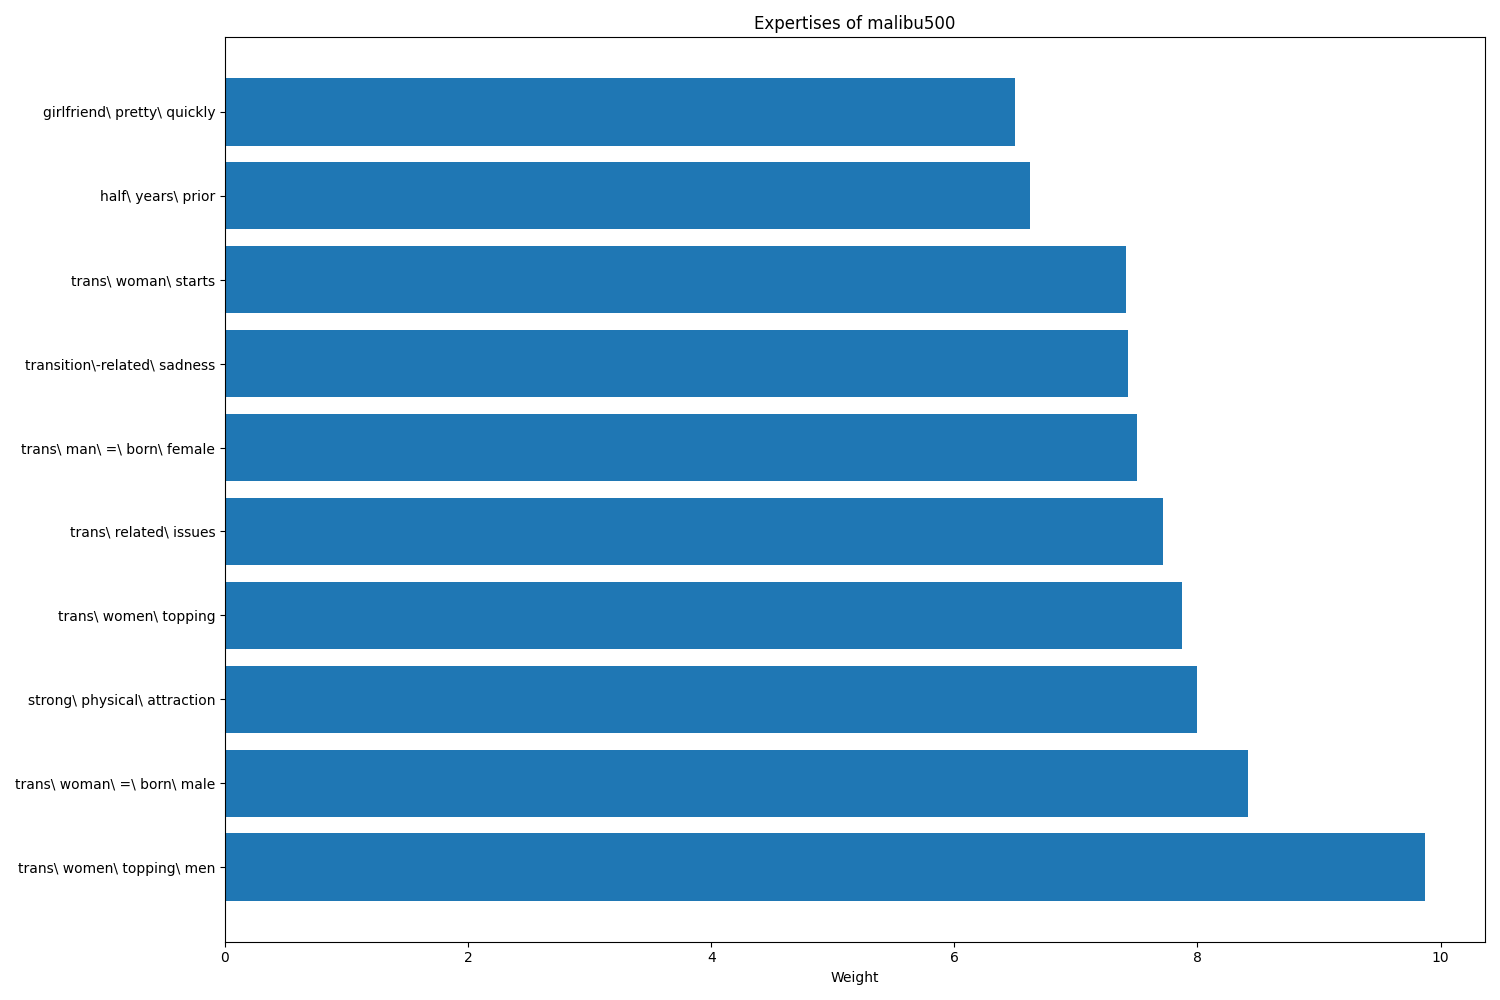 Expertises of malibu500
girlfriend\ pretty\ quickly
half\ years\ prior
trans\ woman\ starts
transition\-related\ sadness
trans\ man\ =\ born\ female
trans\ related\ issues
trans\ women\ topping
strong\ physical\ attraction
trans\ woman\ =\ born\ male
trans\ women\ topping\ men
0 2 4 6 8 10
Weight